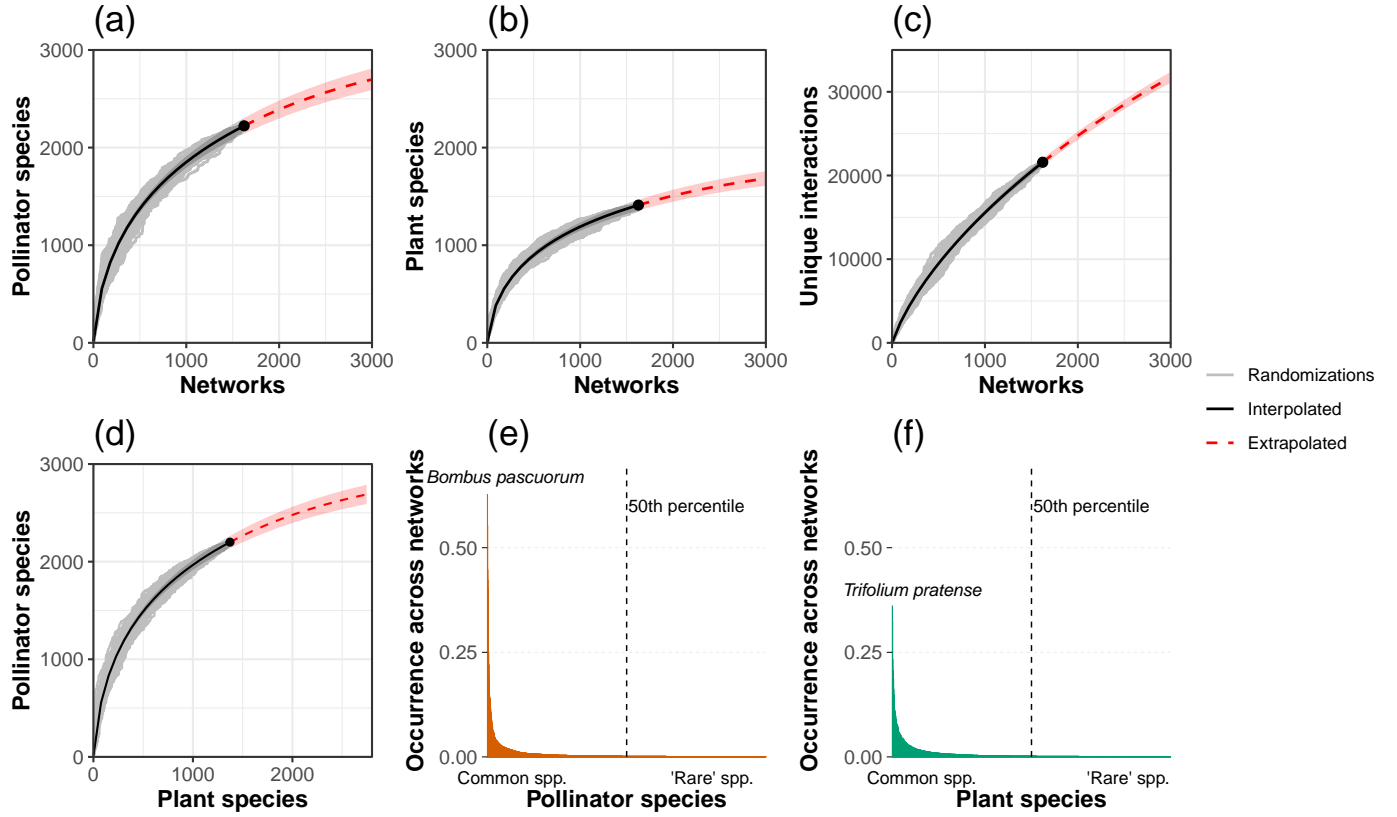 (a)
3000
2000
1000
0
0
1000
2000
3000
Pollinator species
Networks
(b)
3000
2000
1000
0
0
1000
2000
3000
Plant species
Networks
(c)
30000
20000
10000
0
0
1000
2000
3000
Unique interactions
Networks
Randomizations
Interpolated
Extrapolated
(d)
3000
2000
1000
0
0
1000
2000
Pollinator species
Plant species
(e)
Bombus pascuorum
50th percentile
0.50
0.25
0.00
Occurrence across networks
Common spp.
'Rare' spp.
Pollinator species
(f)
50th percentile
Trifolium pratense
0.50
0.25
0.00
Occurrence across networks
Common spp.
'Rare' spp.
Plant species